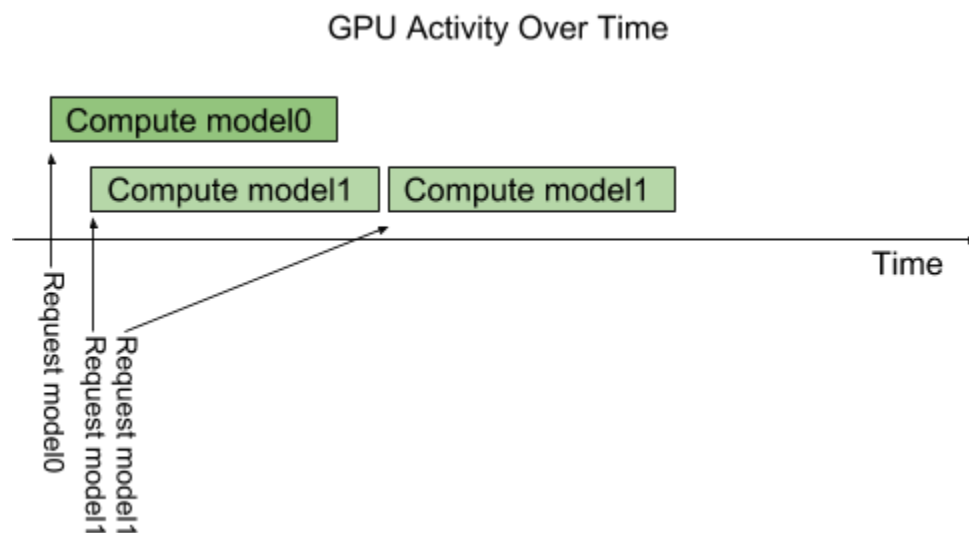 GPU Activity Over Time
Compute model0
Compute model1
Compute model1
Time
Request model0
Request model1
Request model1